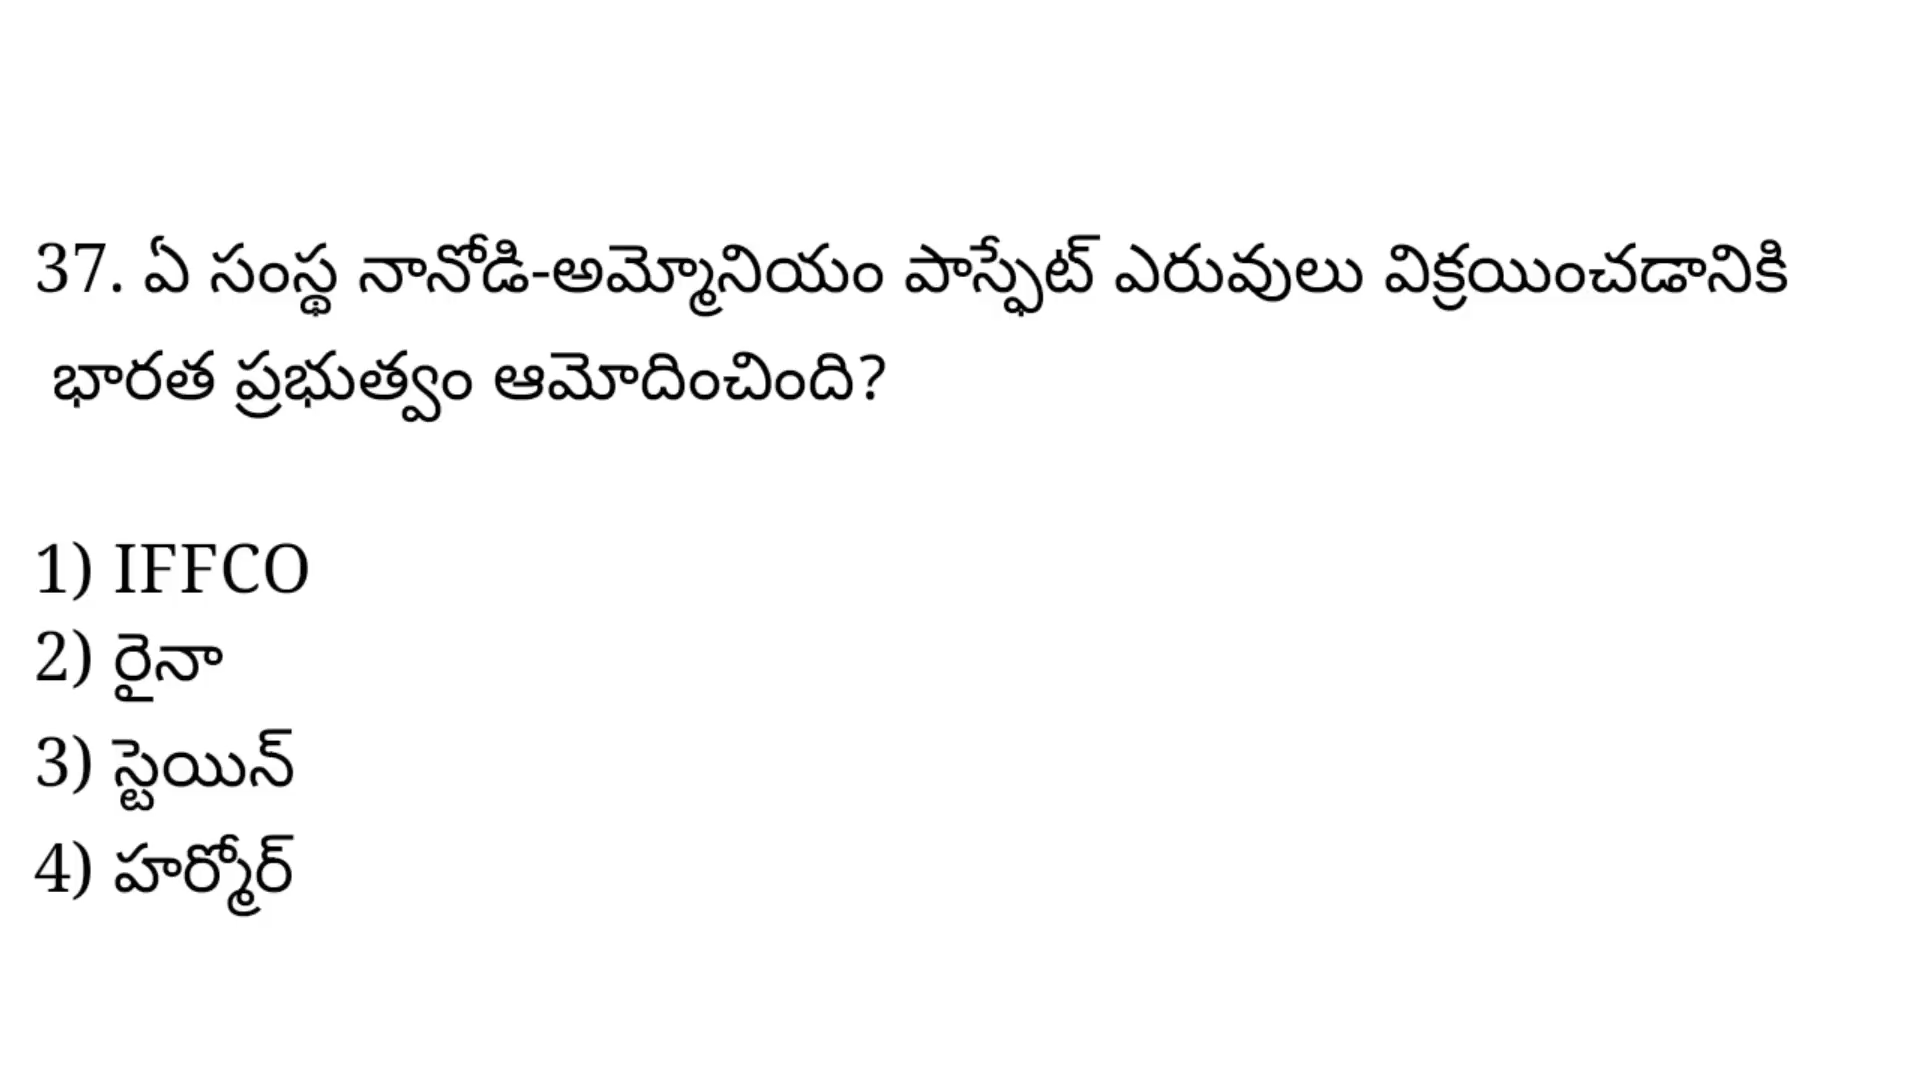 37. ఏ సంస్థ నానోడి-అమ్మోనియం పాస్ఫేట్ ఎరువులు విక్రయించడానికి
భారత ప్రభుత్వం ఆమోదించింది?
1) IFFCO
2) రైనా
3) స్టెయిన్
4) హర్మోర్